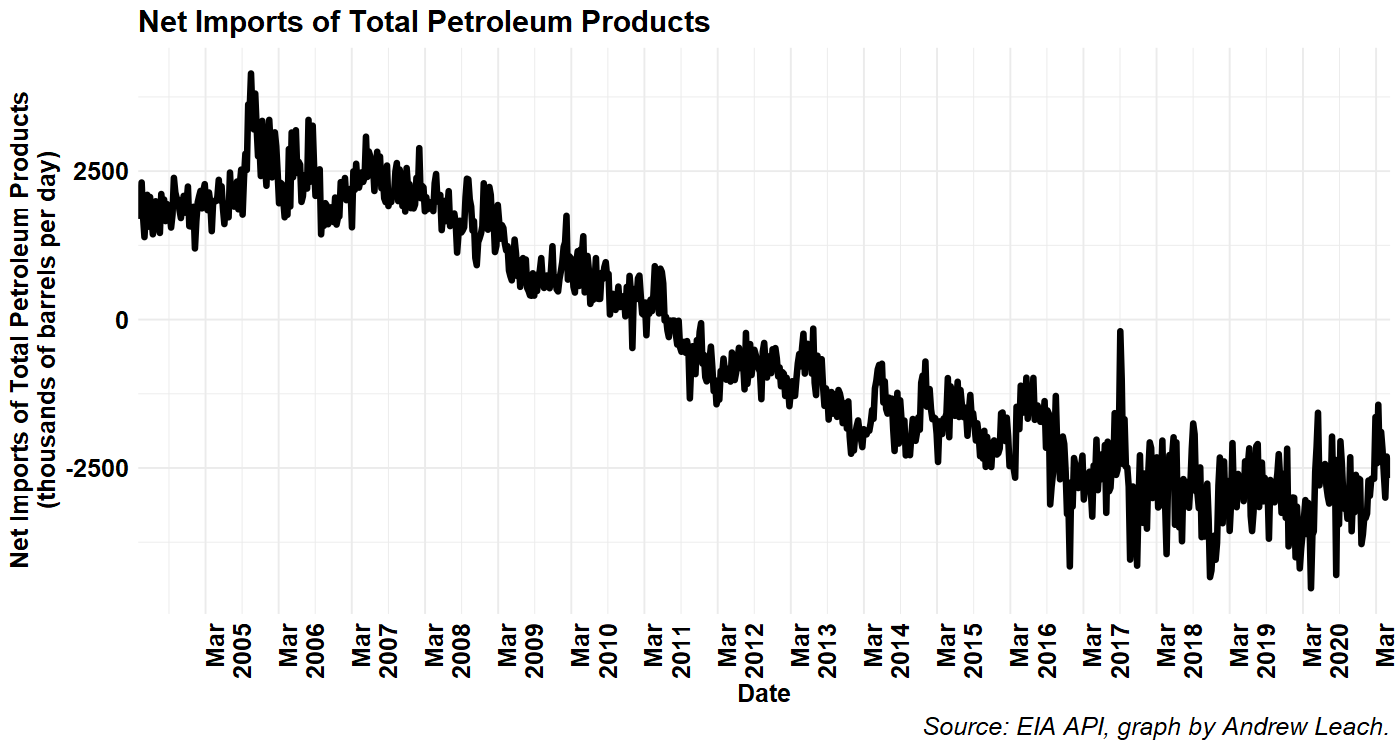 Net Imports of Total Petroleum Products
Net Imports of Total Petroleum Products
(thousands of barrels per day)
2500
0
-2500
Mar
2005
Mar
2006
Mar
2007
Mar
2008
Mar
2009
Mar
2010
Mar
2011
Mar
2012
Mar
2013
Mar
2014
Mar
2015
Mar
2016
Mar
2017
Mar
2018
Mar
2019
Mar
2020
Mar
Date
Source: EIA API, graph by Andrew Leach.